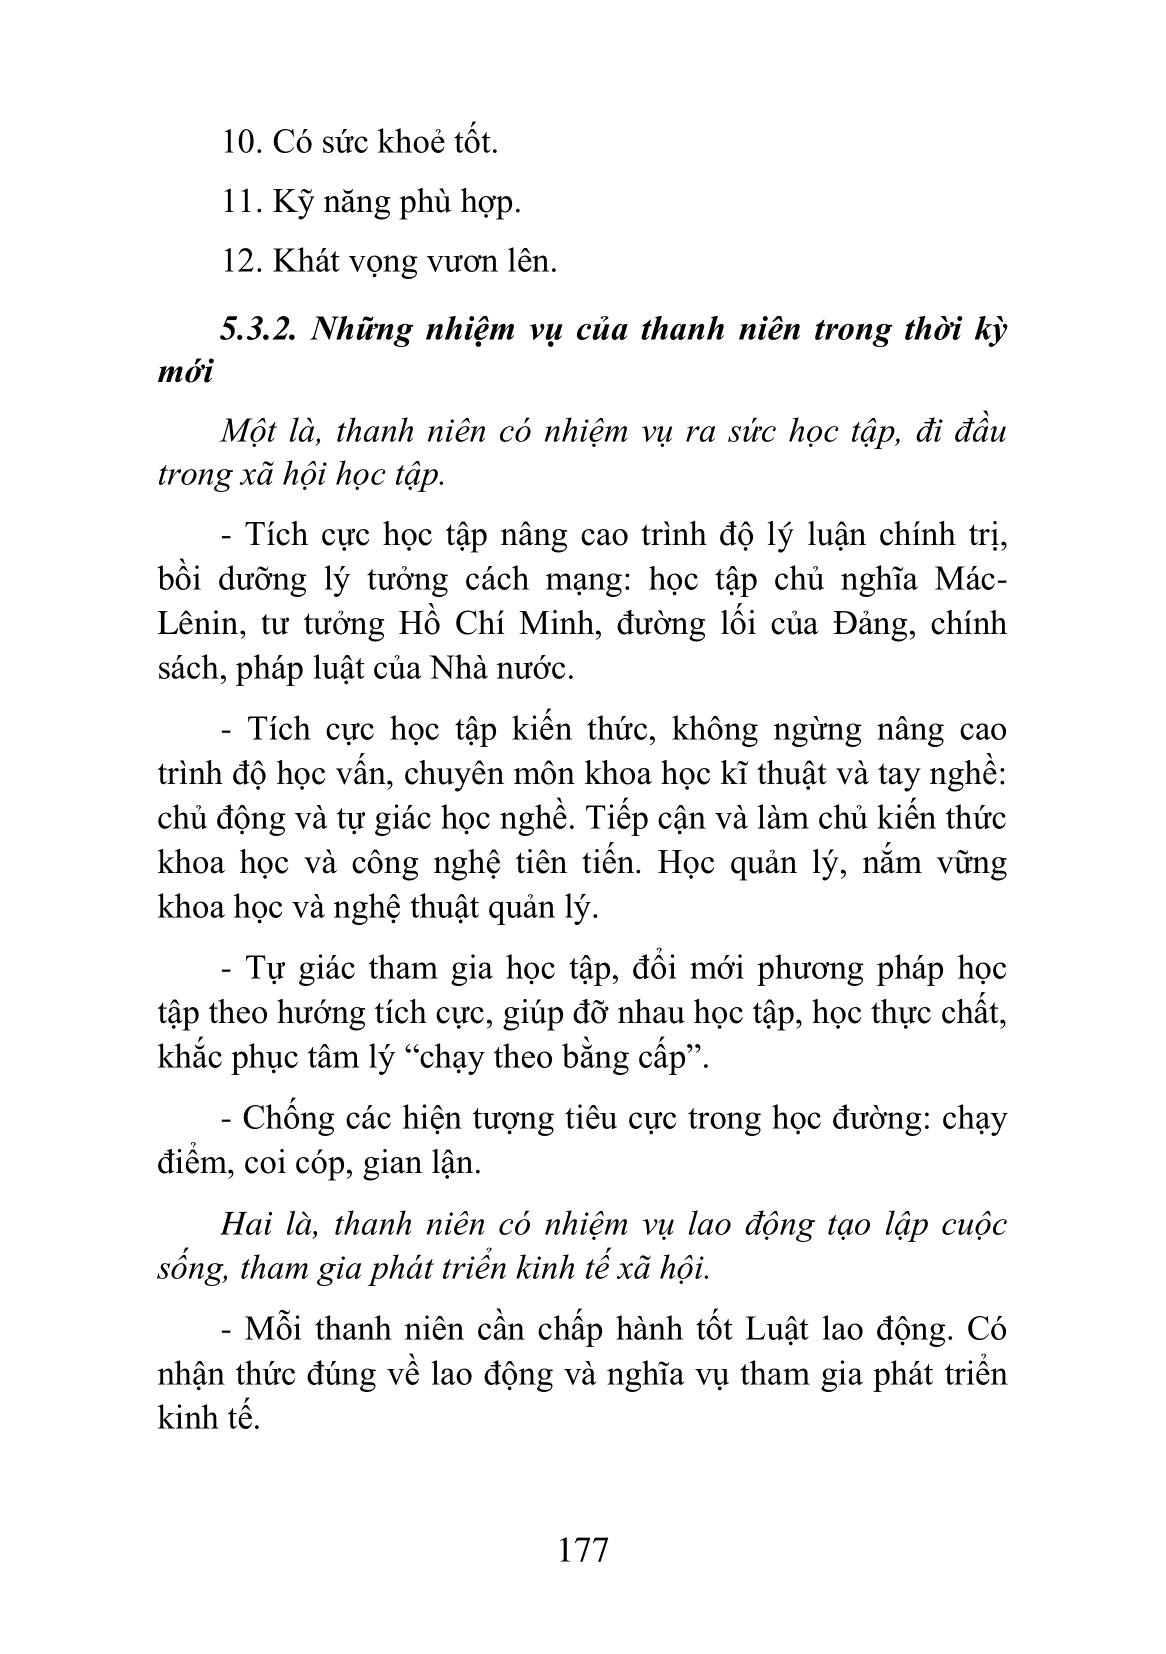 10. Có sức khoẻ tốt.
11. Kỹ năng phù hợp.
12. Khát vọng vươn lên.
5.3.2. Những nhiệm vụ của thanh niên trong thời kỳ
mới
Một là, thanh niên có nhiệm vụ ra sức học tập, đi đầu
trong xã hội học tập.
- Tích cực học tập nâng cao trình độ lý luận chính trị,
bồi dưỡng lý tưởng cách mạng: học tập chủ nghĩa Mác-
Lênin, tư tưởng Hồ Chí Minh, đường lối của Đảng, chính
sách, pháp luật của Nhà nước.
- Tích cực học tập kiến thức, không ngừng nâng cao
trình độ học vấn, chuyên môn khoa học kĩ thuật và tay nghề:
chủ động và tự giác học nghề. Tiếp cận và làm chủ kiến thức
khoa học và công nghệ tiên tiến. Học quản lý, nắm vững
khoa học và nghệ thuật quản lý.
- Tự giác tham gia học tập, đổi mới phương pháp học
tập theo hướng tích cực, giúp đỡ nhau học tập, học thực chất,
khắc phục tâm lý “chạy theo bằng cấp”.
- Chống các hiện tượng tiêu cực trong học đường: chạy
điểm, coi cóp, gian lận.
Hai là, thanh niên có nhiệm vụ lao động tạo lập cuộc
sống, tham gia phát triển kinh tế xã hội.
- Mỗi thanh niên cần chấp hành tốt Luật lao động. Có
nhận thức đúng về lao động và nghĩa vụ tham gia phát triển
kinh tế.
177